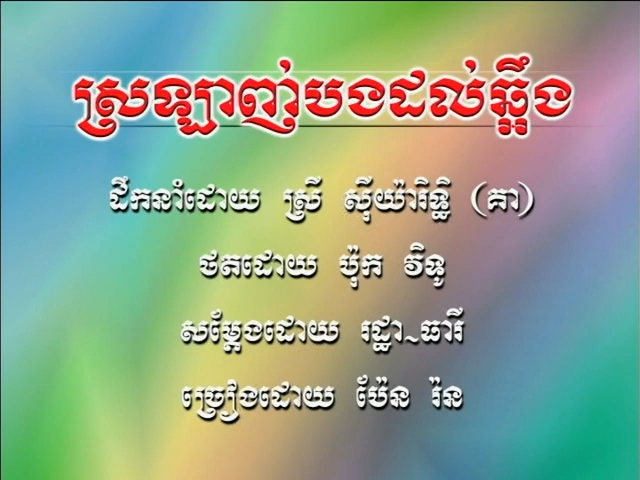 ស្រឡាញ់បងដល់ឆ្អឹង
ដឹកនាំដោយ ស្រី ស៊ីយ៉ារិទ្ធិ (គា)
ថតដោយ ប៉ុក វិទូ
សម្ដែងដោយ រដ្ឋា~ធារី
ច្រៀងដោយ ប៉ែន រ៉ន